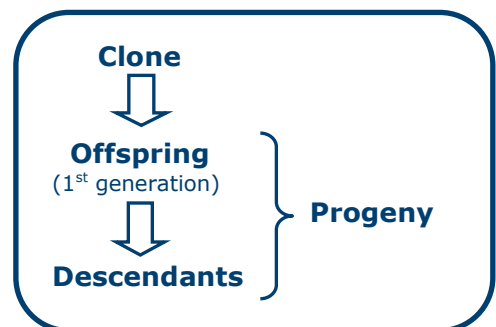 Clone
Offspring
(1st generation)
Progeny
Descendants